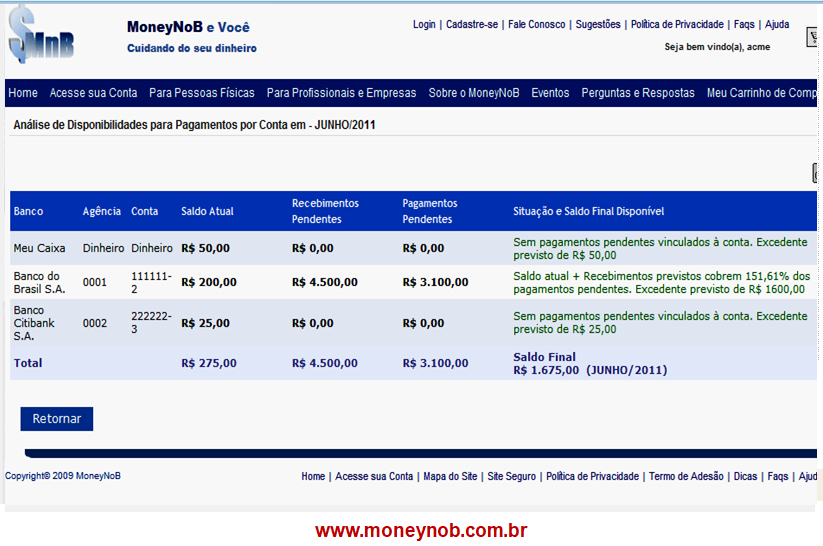 MnB
MoneyNoB e Você
Cuidando do seu dinheiro
Login | Cadastre-se | Fale Conosco | Sugestões | Política de Privacidade | Faqs | Ajuda
Seja bem vindo(a), acme
Home Acesse sua Conta Para Pessoas Físicas Para Profissionais e Empresas Sobre o MoneyNoB Eventos Perguntas e Respostas Meu Carrinho de Comp
Análise de Disponibilidades para Pagamentos por Conta em - JUNHO/2011
Banco Agência Conta Saldo Atual Recebimentos Pendentes Pagamentos Pendentes Situação e Saldo Final Disponível
Meu Caixa Dinheiro Dinheiro R$ 50,00 R$ 0,00 R$ 0,00 Sem pagamentos pendentes vinculados à conta. Excedente
previsto de R$ 50,00
Banco do Brasil S.A. 0001 111111-2 R$ 200,00 R$ 4.500,00 R$ 3.100,00 Saldo atual + Recebimentos previstos cobrem 151,61% dos
pagamentos pendentes. Excedente previsto de R$ 1600,00
Banco Citibank S.A. 0002 222222-3 R$ 25,00 R$ 0,00 R$ 0,00 Sem pagamentos pendentes vinculados à conta. Excedente
previsto de R$ 25,00
Total R$ 275,00 R$ 4.500,00 R$ 3.100,00 Saldo Final
R$ 1.675,00 (JUNHO/2011)
Retornar
Copyright© 2009 MoneyNoB
Home | Acesse sua Conta | Mapa do Site | Site Seguro | Política de Privacidade | Termo de Adesão | Dicas | Faqs | Ajud
www.moneynob.com.br